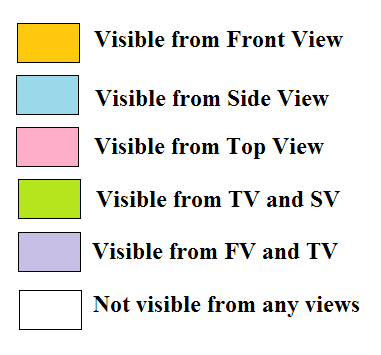 Visible from Front View
Visible from Side View
Visible from Top View
Visible from TV and SV
Visible from FV and TV
Not visible from any views